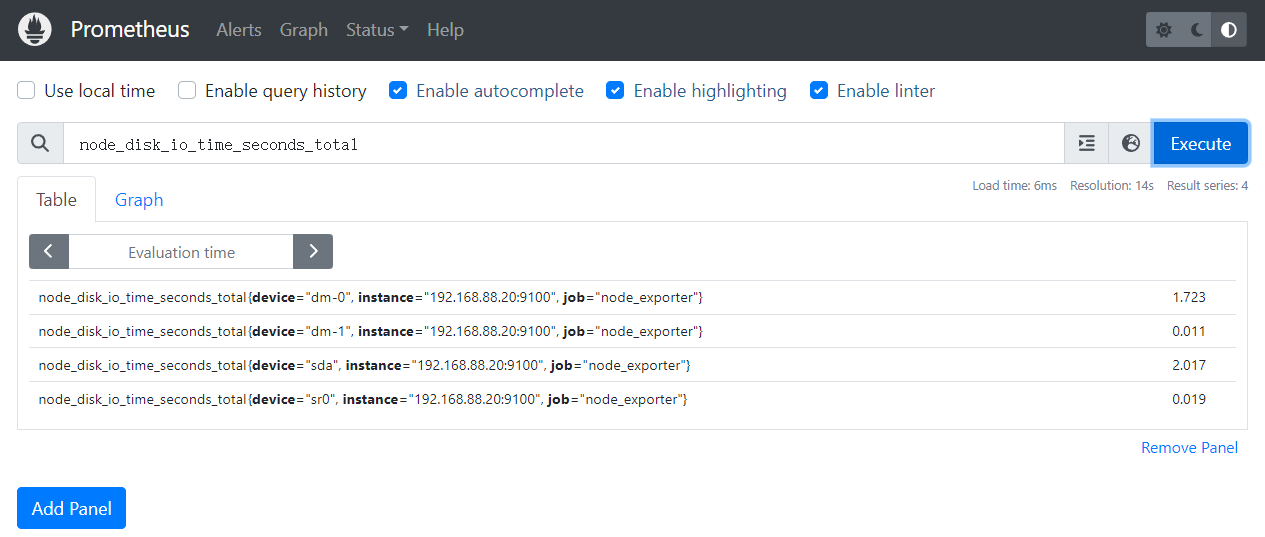 Prometheus Alerts Graph Status Help
Use local time Enable query history Enable autocomplete Enable highlighting Enable linter
node_disk_io_time_seconds_total Execute
Load time: 6ms Resolution: 14s Result series: 4
Table Graph
Evaluation time
node_disk_io_time_seconds_total{device="dm-0", instance="192.168.88.20:9100", job="node_exporter"} 1.723
node_disk_io_time_seconds_total{device="dm-1", instance="192.168.88.20:9100", job="node_exporter"} 0.011
node_disk_io_time_seconds_total{device="sda", instance="192.168.88.20:9100", job="node_exporter"} 2.017
node_disk_io_time_seconds_total{device="sr0", instance="192.168.88.20:9100", job="node_exporter"} 0.019
Remove Panel
Add Panel